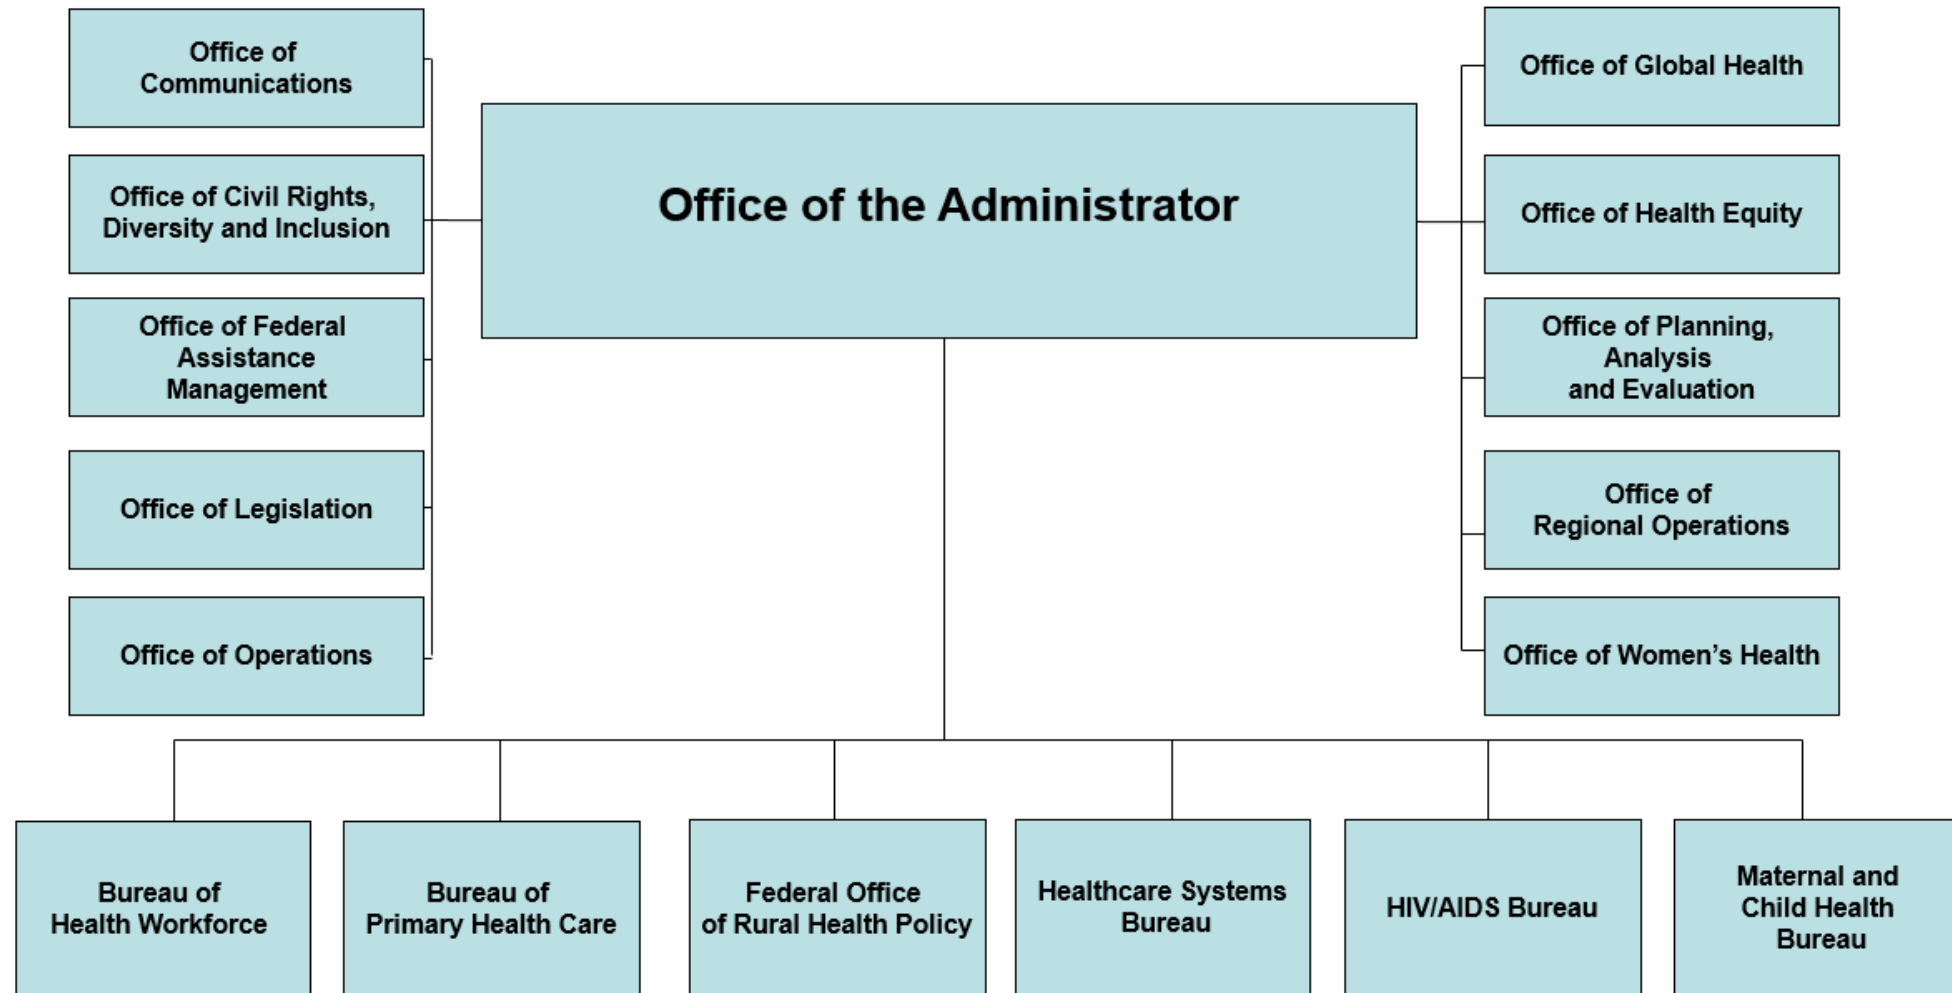 Office of
Communications
Office of Civil Rights,
Diversity and Inclusion
Office of Federal
Assistance
Management
Office of Legislation
Office of Operations
Office of the Administrator
Office of Global Health
Office of Health Equity
Office of Planning,
Analysis
and Evaluation
Office of
Regional Operations
Office of Women’s Health
Bureau of
Health Workforce
Bureau of
Primary Health Care
Federal Office
of Rural Health Policy
Healthcare Systems
Bureau
HIV/AIDS Bureau
Maternal and
Child Health
Bureau